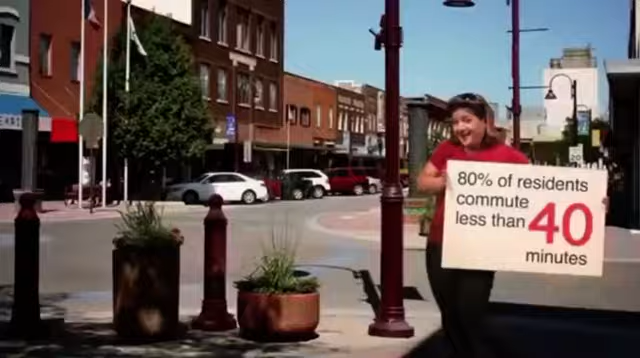 80% of residents
commute
less than 40
minutes